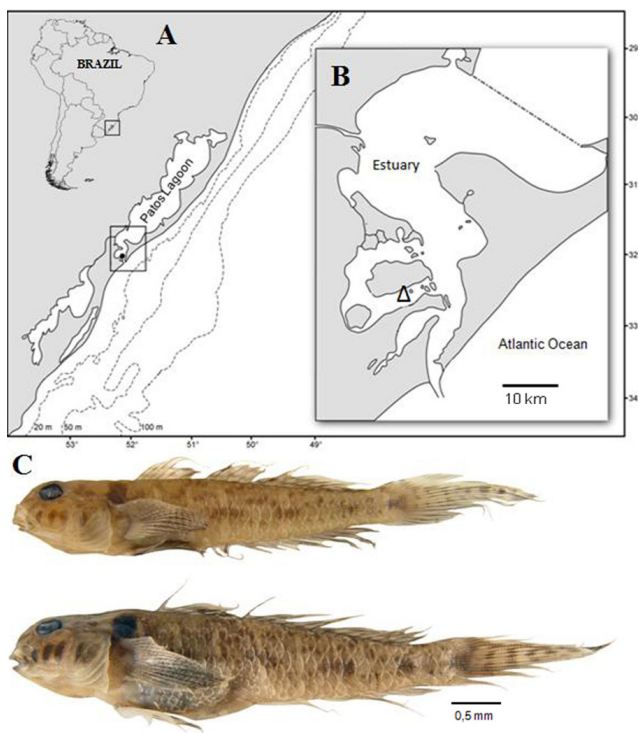 A
BRAZIL
Patos Lagoon
20 m
50 m
100 m
53°
52°
51°
50°
49°
29
30
31
32
33
34
B
Estuary
Δ
Atlantic Ocean
10 km
C
0,5 mm